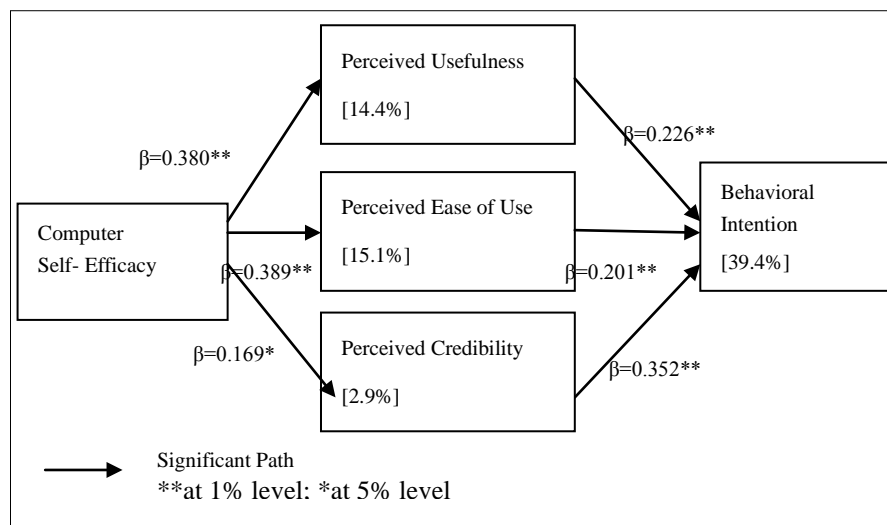 Perceived Usefulness
[14.4%]
β=0.380**
β=0.226**
Computer
Self- Efficacy
Perceived Ease of Use
[15.1%]
β=0.389**
β=0.201**
Behavioral
Intention
[39.4%]
Perceived Credibility
[2.9%]
β=0.169*
β=0.352**
Significant Path
**at 1% level; *at 5% level